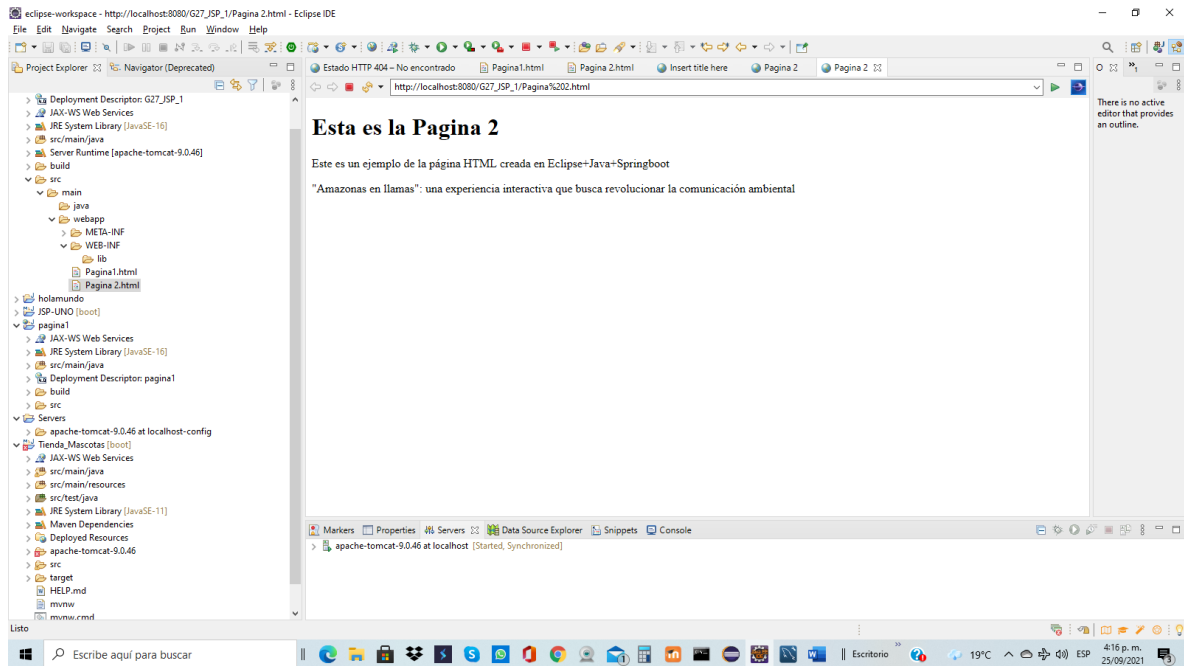 eclipse-workspace - http://localhost:8080/G27_JSP_1/Pagina 2.html - Eclipse IDE
File Edit Navigate Search Project Run Window Help
Project Explorer Navigator (Deprecated)
Deployment Descriptor: G27_JSP_1
JAX-WS Web Services
JRE System Library [JavaSE-16]
src/main/java
Server Runtime [apache-tomcat-9.0.46]
build
src
main
java
webapp
META-INF
WEB-INF
lib
Pagina1.html
Pagina 2.html
holamundo
JSP-UNO [boot]
pagina1
JAX-WS Web Services
JRE System Library [JavaSE-16]
src/main/java
Deployment Descriptor: pagina1
build
src
Servers
apache-tomcat-9.0.46 at localhost-config
Tienda_Mascotas [boot]
JAX-WS Web Services
src/main/java
src/main/resources
src/test/java
JRE System Library [JavaSE-11]
Maven Dependencies
Deployed Resources
apache-tomcat-9.0.46
src
target
HELP.md
mvnw
mvnw.cmd
Estado HTTP 404 – No encontrado Pagina1.html Pagina 2.html Insert title here Pagina 2 Pagina 2
http://localhost:8080/G27_JSP_1/Pagina%202.html
Esta es la Pagina 2
Este es un ejemplo de la página HTML creada en Eclipse+Java+Springboot
"Amazonas en llamas": una experiencia interactiva que busca revolucionar la comunicación ambiental
O
There is no active
editor that provides
an outline.
Markers Properties Servers Data Source Explorer Snippets Console
apache-tomcat-9.0.46 at localhost [Started, Synchronized]
Listo
Escribe aquí para buscar
Escritorio
19°C
ESP
4:16 p. m.
25/09/2021